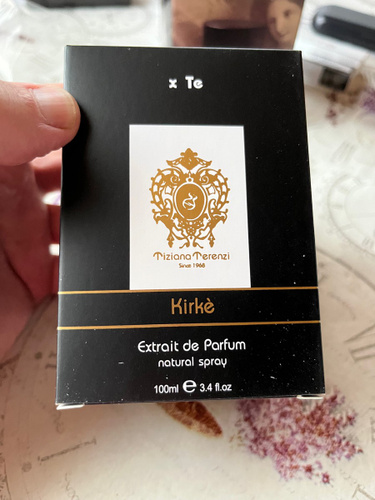 x Te
Tiziana Terenzi
Since 1968
Kirkè
Extrait de Parfum
natural spray
100ml e 3.4 fl.oz